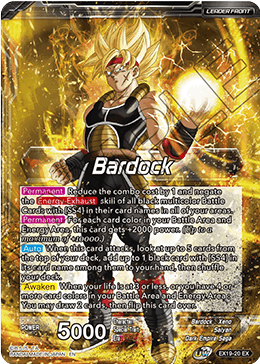 LEADER FRONT
Bardock
Permanent Reduce the combo cost by 1 and negate
the Energy-Exhaust skill of all black multicolor Battle
Cards with {SS4} in their card names in all of your areas.
Permanent For each card color in your Battle Area and
Energy Area, this card gets +2000 power. (Up to a
maximum of +10000.)
Auto When this card attacks, look at up to 5 cards from
the top of your deck, add up to 1 black card with {SS4} in
its card name among them to your hand, then shuffle
your deck.
Awaken When your life is at 3 or less, or you have 4 or
more card colors in your Battle Area and Energy Area:
You may draw 2 cards, then flip this card over.
POWER
5000
Bardock : Xeno
Saiyan
Dark Empire Saga
BANDAI MADE IN JAPAN EN
EX19-20 EX